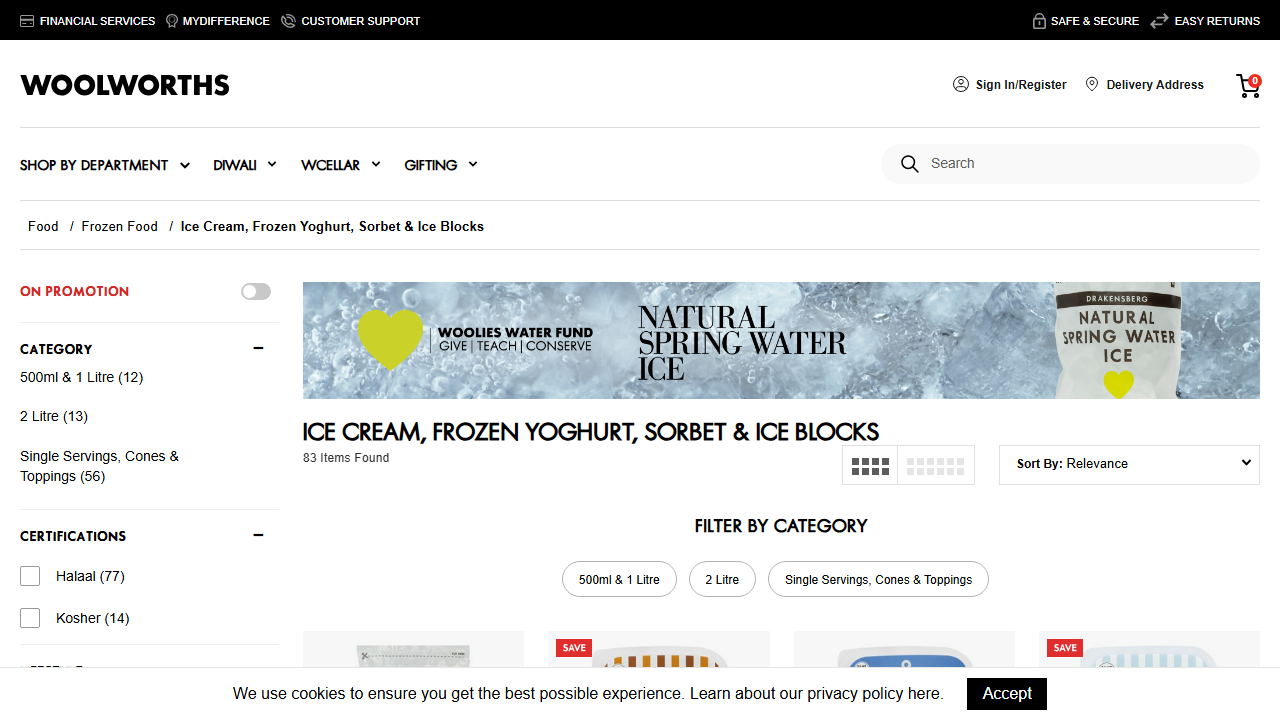 FINANCIAL SERVICES MYDIFFERENCE CUSTOMER SUPPORT SAFE & SECURE EASY RETURNS
WOOLWORTHS
Sign In/Register Delivery Address 0
SHOP BY DEPARTMENT DIWALI WCELLAR GIFTING Search
Food / Frozen Food / Ice Cream, Frozen Yoghurt, Sorbet & Ice Blocks
ON PROMOTION
CATEGORY
500ml & 1 Litre (12)
2 Litre (13)
Single Servings, Cones &
Toppings (56)
CERTIFICATIONS
Halaal (77)
Kosher (14)
WOOLIES WATER FUND
GIVE | TEACH | CONSERVE
NATURAL
SPRING WATER
ICE
DRAKENSBERG
NATURAL
SPRING WATER
ICE
ICE CREAM, FROZEN YOGHURT, SORBET & ICE BLOCKS
83 Items Found
Sort By: Relevance
FILTER BY CATEGORY
500ml & 1 Litre 2 Litre Single Servings, Cones & Toppings
SAVE SAVE
We use cookies to ensure you get the best possible experience. Learn about our privacy policy here. Accept